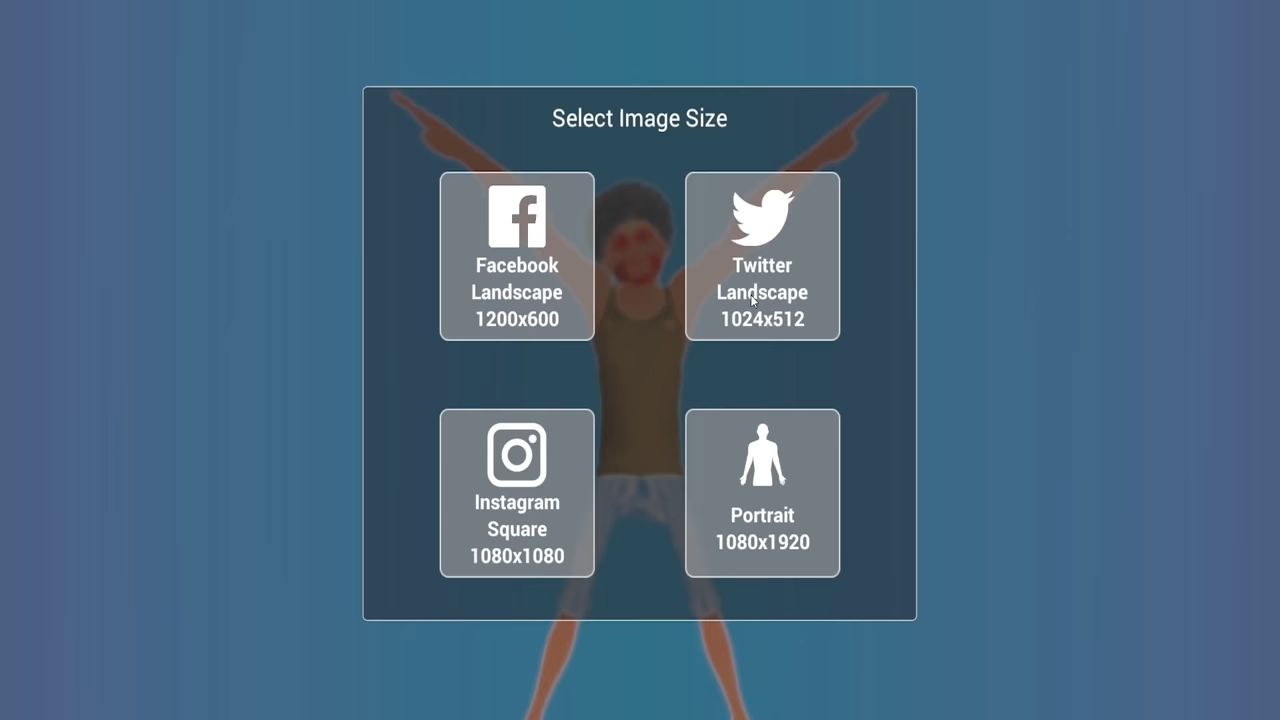 Select Image Size
Facebook
Landscape
1200x600
Twitter
Landscape
1024x512
Instagram
Square
1080x1080
Portrait
1080x1920